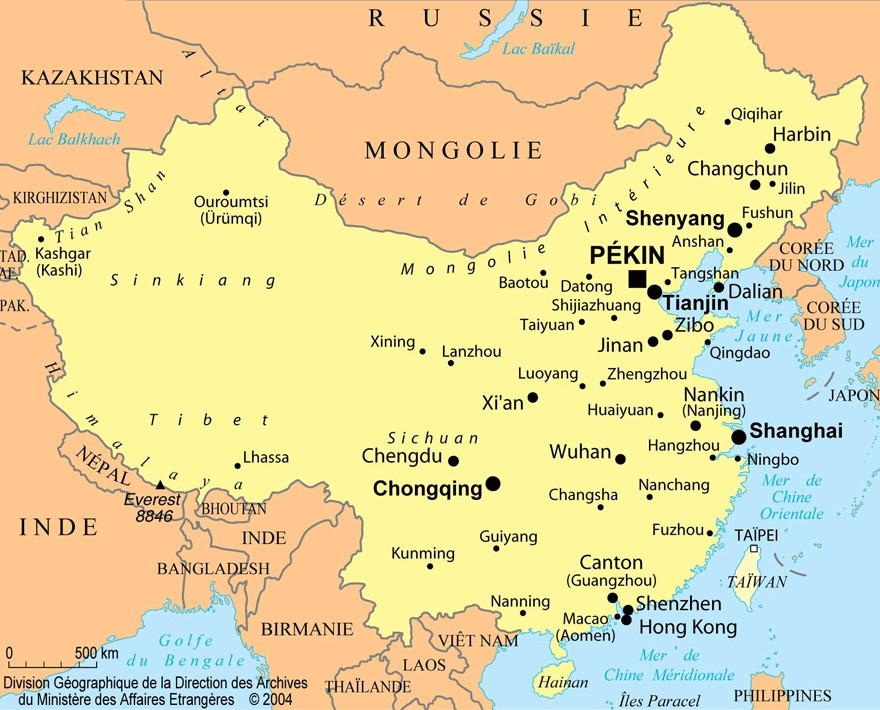 RUSSIE
Lac Baïkal
KAZAKHSTAN
Altaï
Lac Balkhach
MONGOLIE
Qiqihar
Harbin
Changchun
Jilin
KIRGHIZISTAN
Tian Shan
Ouroumtsi
(Ürümqi)
Désert de Gobi
Mongolie Intérieure
Shenyang
Fushun
Anshan
TAD.
AF.
Kashgar
(Kashi)
PÉKIN
CORÉE
DU NORD
Mer
du
Japon
Sinkiang
Baotou
Datong
Tangshan
Tianjin
Dalian
PAK.
Shijiazhuang
Taiyuan
Zibo
Jinan
Mer
Jaune
CORÉE
DU SUD
Qingdao
Xining
Lanzhou
Luoyang
Zhengzhou
JAPON
Himalaya
Xi'an
Huaiyuan
Nankin
(Nanjing)
Tibet
Sichuan
Shanghai
Chengdu
Wuhan
Hangzhou
Ningbo
Lhassa
NÉPAL
Everest
8846
BHOUTAN
Chongqing
Changsha
Nanchang
Mer de
Chine
Orientale
INDE
INDE
BANGLADESH
Guiyang
Kunming
Fuzhou
TAÏPEI
TAÏWAN
Canton
(Guangzhou)
Shenzhen
Hong Kong
Macao
(Aomen)
Nanning
BIRMANIE
VIÊT NAM
LAOS
THAÏLANDE
Golfe
du Bengale
Hainan
Mer de
Chine Méridionale
Îles Paracel
PHILIPPINES
0 500 km
Division Géographique de la Direction des Archives
du Ministère des Affaires Etrangères © 2004